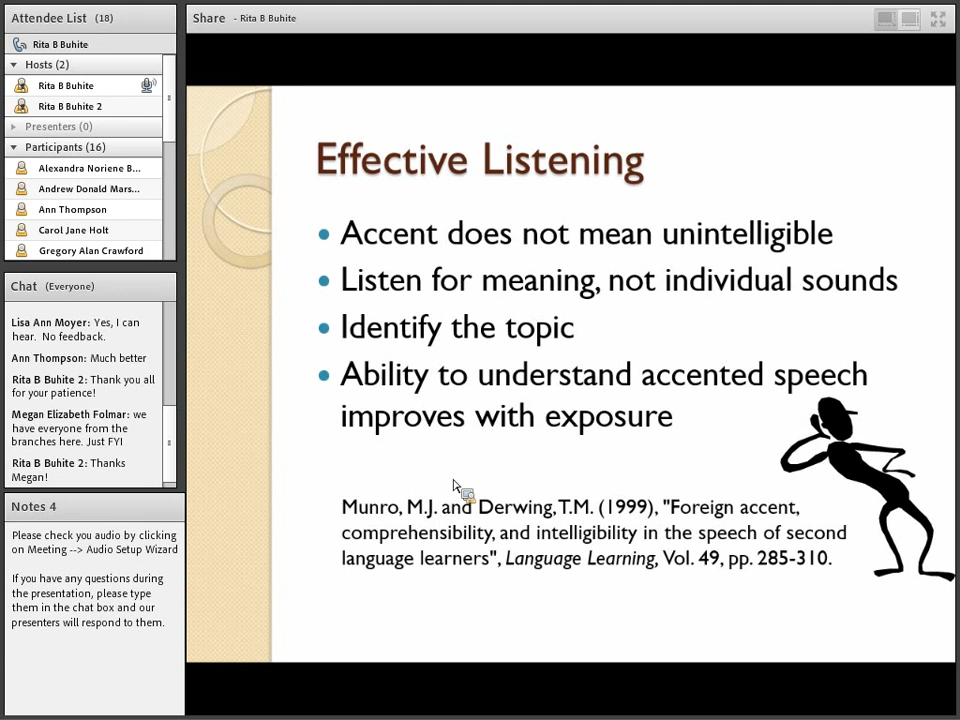 Attendee List (18)
Rita B Buhite
Hosts (2)
Rita B Buhite
Rita B Buhite 2
Presenters (0)
Participants (16)
Alexandra Noriene B...
Andrew Donald Mars...
Ann Thompson
Carol Jane Holt
Gregory Alan Crawford
Chat (Everyone)
Lisa Ann Moyer: Yes, I can
hear. No feedback.
Ann Thompson: Much better
Rita B Buhite 2: Thank you all
for your patience!
Megan Elizabeth Folmar: we
have everyone from the
branches here. Just FYI
Rita B Buhite 2: Thanks
Megan!
Notes 4
Please check you audio by clicking
on Meeting --> Audio Setup Wizard
If you have any questions during
the presentation, please type
them in the chat box and our
presenters will respond to them.
Share - Rita B Buhite
Effective Listening
• Accent does not mean unintelligible
• Listen for meaning, not individual sounds
• Identify the topic
• Ability to understand accented speech
improves with exposure
Munro, M.J. and Derwing, T.M. (1999), "Foreign accent,
comprehensibility, and intelligibility in the speech of second
language learners", Language Learning, Vol. 49, pp. 285-310.